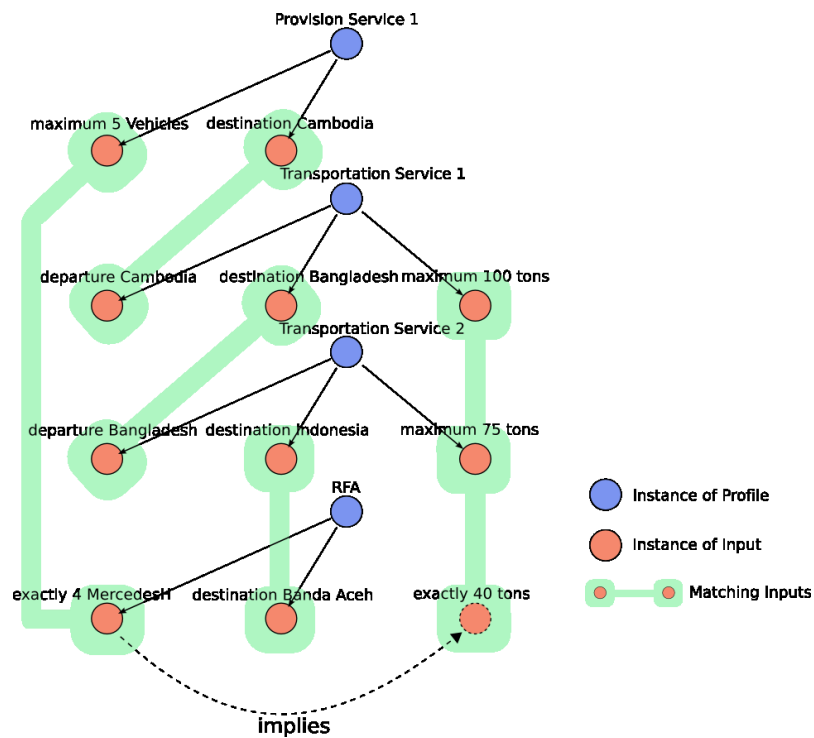 Provision Service 1
maximum 5 Vehicles
destination Cambodia
Transportation Service 1
departure Cambodia
destination Bangladesh
maximum 100 tons
Transportation Service 2
departure Bangladesh
destination Indonesia
maximum 75 tons
RFA
Instance of Profile
Instance of Input
exactly 4 MercedesH
destination Banda Aceh
exactly 40 tons
Matching Inputs
implies